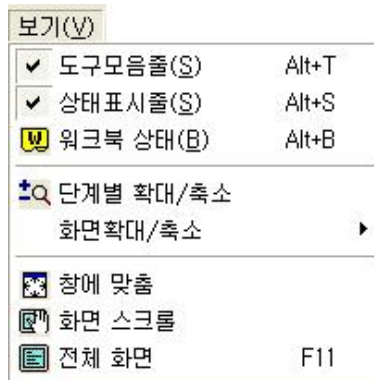 보기(V)
도구모음줄(S) Alt+T
상태표시줄(S) Alt+S
워크북 상태(B) Alt+B
단계별 확대/축소
화면확대/축소
창에 맞춤
화면 스크롤
전체 화면 F11